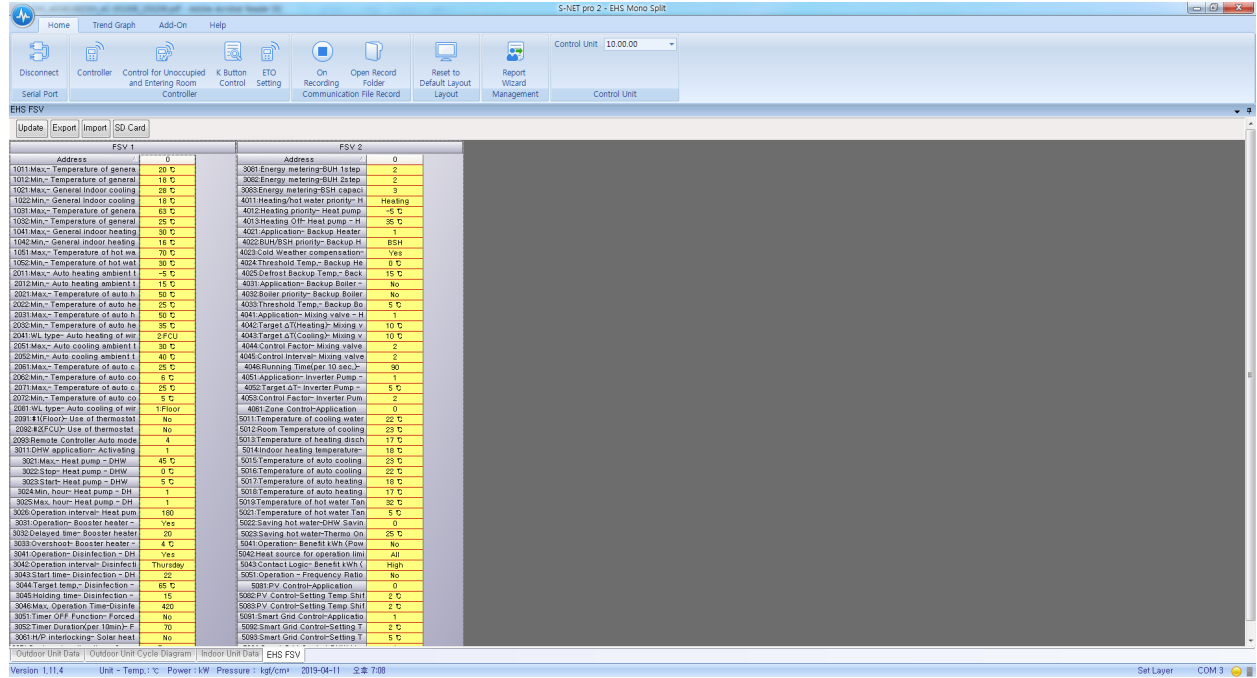 S-NET pro 2 - EHS Mono Split
Home Trend Graph Add-On Help
Disconnect Controller Control for Unoccupied and Entering Room K Button Control ETO Setting On Recording Open Record Folder Reset to Default Layout Report Wizard Control Unit 10.00.00
Serial Port Controller Communication File Record Layout Management Control Unit
EHS FSV
Update Export Import SD Card
FSV 1 FSV 2
Address 0 Address 0
1011:Max,- Temperature of genera 20 ℃ 3081:Energy metering-BUH 1step 2
1012:Min,- Temperature of general 18 ℃ 3082:Energy metering-BUH 2step 2
1021:Max,- General Indoor cooling 28 ℃ 3083:Energy metering-BSH capaci 3
1022:Min,- General Indoor cooling 18 ℃ 4011:Heating/hot water priority- H Heating
1031:Max,- Temperature of genera 63 ℃ 4012:Heating priority- Heat pump -5 ℃
1032:Min,- Temperature of general 25 ℃ 4013:Heating Off- Heat pump - H 35 ℃
1041:Max,- General indoor heating 30 ℃ 4021:Application- Backup Heater 1
1042:Min,- General indoor heating 16 ℃ 4022:BUH/BSH priority- Backup H BSH
1051:Max,- Temperature of hot wa 70 ℃ 4023:Cold Weather compensation- Yes
1052:Min,- Temperature of hot wat 30 ℃ 4024:Threshold Temp,- Backup He 0 ℃
2011:Max,- Auto heating ambient t -5 ℃ 4025:Defrost Backup Temp,- Back 15 ℃
2012:Min,- Auto heating ambient t 15 ℃ 4031:Application- Backup Boiler - No
2021:Max,- Temperature of auto h 50 ℃ 4032:Boiler priority- Backup Boiler No
2022:Min,- Temperature of auto he 25 ℃ 4033:Threshold Temp,- Backup Bo 5 ℃
2031:Max,- Temperature of auto h 50 ℃ 4041:Application- Mixing valve - H 1
2032:Min,- Temperature of auto he 35 ℃ 4042:Target ΔT(Heating)- Mixing v 10 ℃
2041:WL type- Auto heating of wir 2:FCU 4043:Target ΔT(Cooling)- Mixing v 10 ℃
2051:Max,- Auto cooling ambient t 30 ℃ 4044:Control Factor- Mixing valve 2
2052:Min,- Auto cooling ambient t 40 ℃ 4045:Control Interval- Mixing valve 2
2061:Max,- Temperature of auto c 25 ℃ 4046:Running Time(per 10 sec,)- 90
2062:Min,- Temperature of auto co 6 ℃ 4051:Application- Inverter Pump - 1
2071:Max,- Temperature of auto c 25 ℃ 4052:Target ΔT- Inverter Pump - 5 ℃
2072:Min,- Temperature of auto co 5 ℃ 4053:Control Factor- Inverter Pum 2
2081:WL type- Auto cooling of wir 1:Floor 4061:Zone Control-Application 0
2091:#1(Floor)- Use of thermostat No 5011:Temperature of cooling water 22 ℃
2092:#2(FCU)- Use of thermostat No 5012:Room Temperature of cooling 23 ℃
2093:Remote Controller Auto mode 4 5013:Temperature of heating disch 17 ℃
3011:DHW application- Activating 1 5014:Indoor heating temperature- 18 ℃
3021:Max,- Heat pump - DHW 45 ℃ 5015:Temperature of auto cooling 23 ℃
3022:Stop- Heat pump - DHW 0 ℃ 5016:Temperature of auto cooling 22 ℃
3023:Start- Heat pump - DHW 5 ℃ 5017:Temperature of auto heating 18 ℃
3024:Min, hour- Heat pump - DH 1 5018:Temperature of auto heating 17 ℃
3025:Max, hour- Heat pump - DH 1 5019:Temperature of hot water Tan 32 ℃
3026:Operation interval- Heat pum 180 5021:Temperature of hot water Tan 5 ℃
3031:Operation- Booster heater - Yes 5022:Saving hot water-DHW Savin 0
3032:Delayed time- Booster heater 20 5023:Saving hot water-Thermo On 25 ℃
3033:Overshoot- Booster heater - 4 ℃ 5041:Operation- Benefit kWh (Pow No
3041:Operation- Disinfection - DH Yes 5042:Heat source for operation limi All
3042:Operation interval- Disinfecti Thursday 5043:Contact Logic- Benefit kWh ( High
3043:Start time- Disinfection - DH 22 5051:Operation - Frequency Ratio No
3044:Target temp,- Disinfection - 65 ℃ 5081:PV Control-Application 0
3045:Holding time- Disinfection - 15 5082:PV Control-Setting Temp Shif 2 ℃
3046:Max, Operation Time-Disinfe 420 5083:PV Control-Setting Temp Shif 2 ℃
3051:Timer OFF Function- Forced No 5091:Smart Grid Control-Applicatio 1
3052:Timer Duration(per 10min)- F 70 5092:Smart Grid Control-Setting T 2 ℃
3061:H/P interlocking- Solar heat No 5093:Smart Grid Control-Setting T 5 ℃
Outdoor Unit Data Outdoor Unit Cycle Diagram Indoor Unit Data EHS FSV
Version 1,11,4 Unit - Temp, : ℃ Power : kW Pressure : kgf/cm² 2019-04-11 오후 7:08 Set Layer COM 3